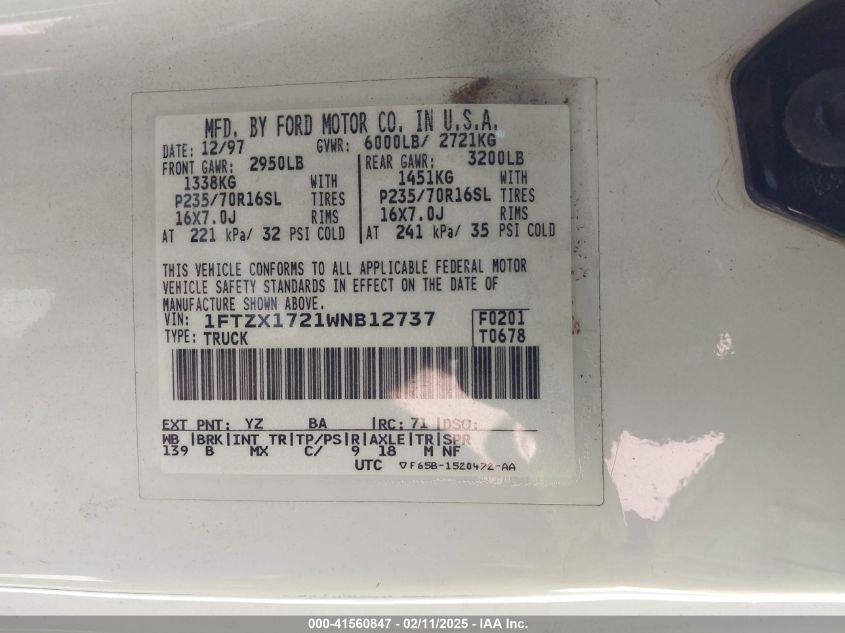 MFD. BY FORD MOTOR CO. IN U.S.A.
DATE: 12/97 GVWR: 6000LB/ 2721KG
FRONT GAWR: 2950LB REAR GAWR: 3200LB
1338KG WITH 1451KG WITH
P235/70R16SL TIRES P235/70R16SL TIRES
16X7.0J RIMS 16X7.0J RIMS
AT 221 kPa/ 32 PSI COLD AT 241 kPa/ 35 PSI COLD
THIS VEHICLE CONFORMS TO ALL APPLICABLE FEDERAL MOTOR
VEHICLE SAFETY STANDARDS IN EFFECT ON THE DATE OF
MANUFACTURE SHOWN ABOVE.
VIN: 1FTZX1721WNB12737 F0201
TYPE: TRUCK T0678
EXT PNT: YZ BA |RC: 71 |DSO:
WB |BRK|INT TR|TP/PS|R|AXLE|TR|SPR
139 B MX C/ 9 18 M NF
UTC ▽F65B-1520472-AA
000-41560847 - 02/11/2025 - IAA Inc.